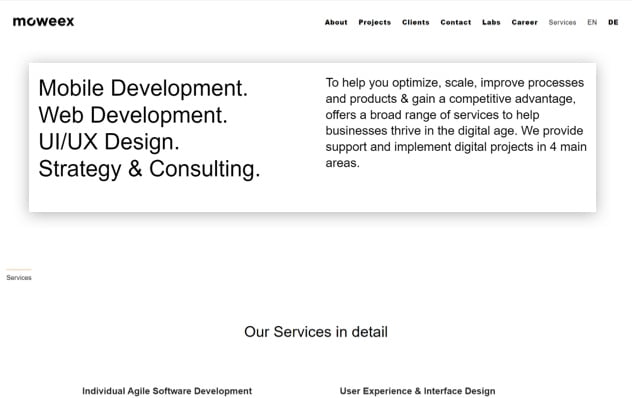 moweex
About Projects Clients Contact Labs Career Services EN DE
Mobile Development.
Web Development.
UI/UX Design.
Strategy & Consulting.
To help you optimize, scale, improve processes
and products & gain a competitive advantage,
offers a broad range of services to help
businesses thrive in the digital age. We provide
support and implement digital projects in 4 main
areas.
Services
Our Services in detail
Individual Agile Software Development
User Experience & Interface Design